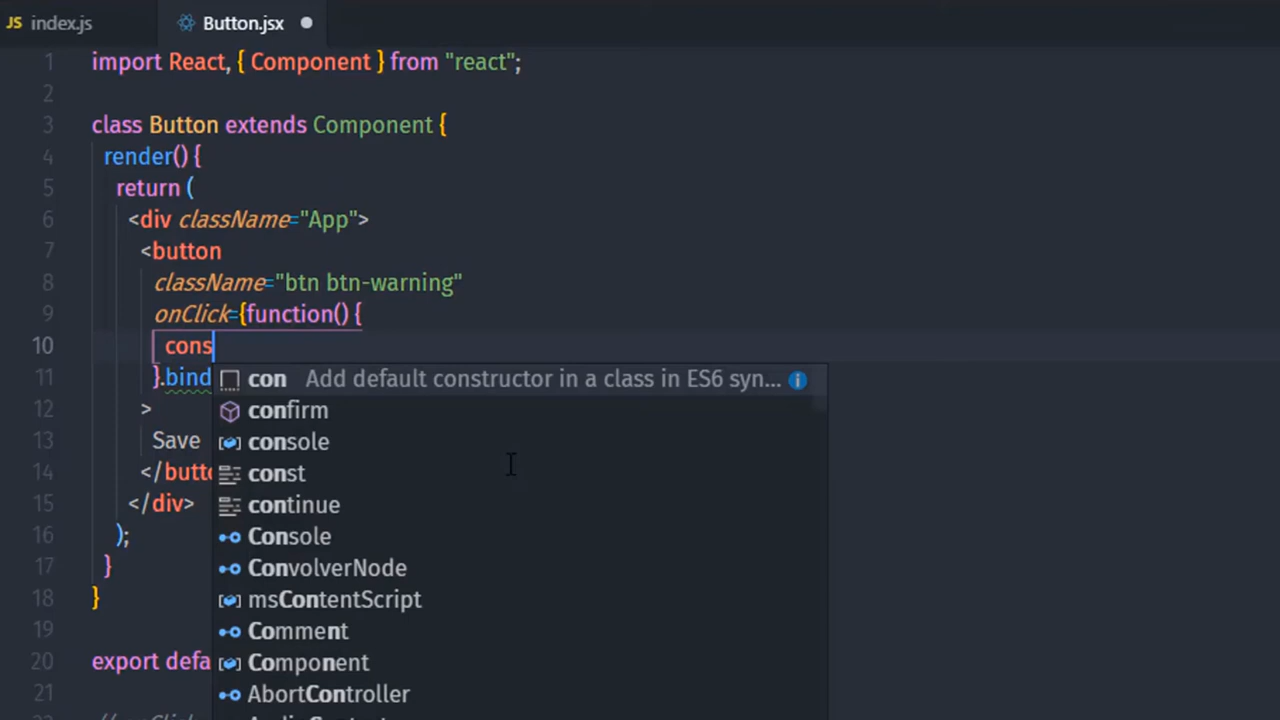 index.js
Button.jsx
1 import React, { Component } from "react";
2
3 class Button extends Component {
4 render() {
5 return (
6 <div className="App">
7 <button
8 className="btn btn-warning"
9 onClick={function() {
10 cons
11 }.bind
12 >
13 Save
14 </butto
15 </div>
16 );
17 }
18 }
19
20 export defa
21
con Add default constructor in a class in ES6 syn...
confirm
console
const
continue
Console
ConvolverNode
msContentScript
Comment
Component
AbortController